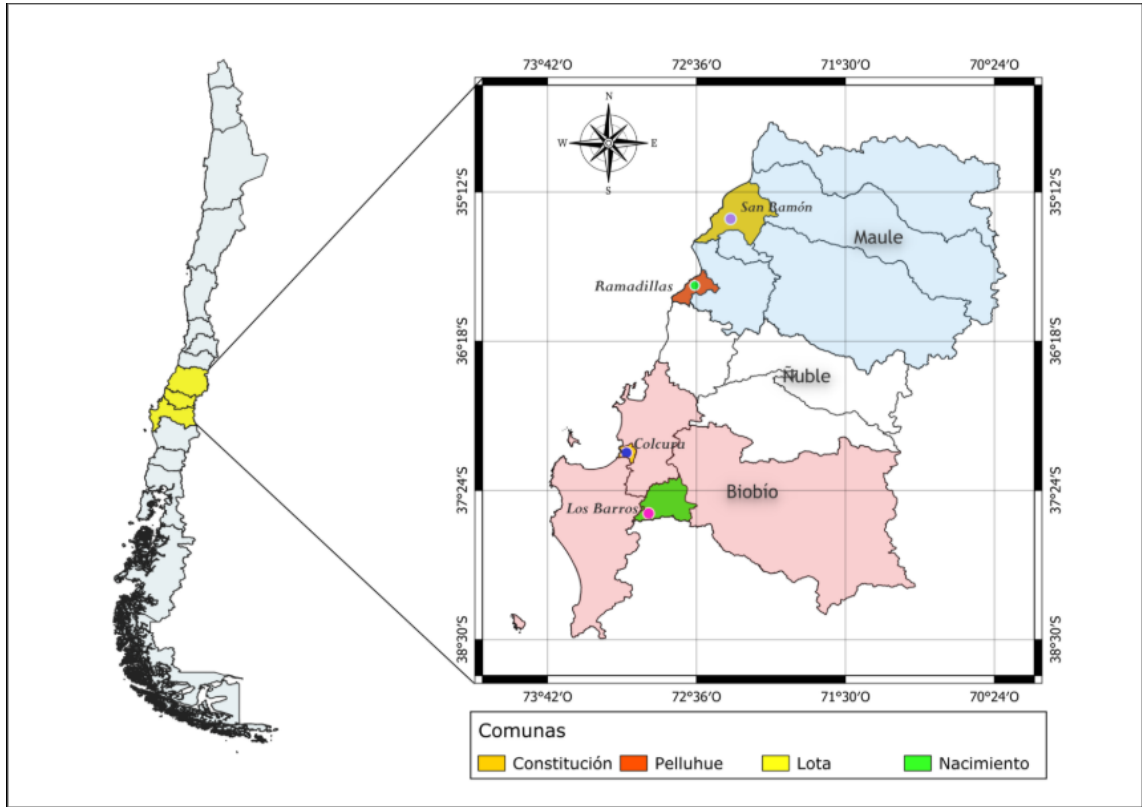 73°42'O 72°36'O 71°30'O 70°24'O
N
W E
S
35°12'S 35°12'S
San Ramón
Maule
Ramadillas
36°18'S 36°18'S
Ñuble
Colcura
37°24'S 37°24'S
Biobío
Los Barros
38°30'S 38°30'S
73°42'O 72°36'O 71°30'O 70°24'O
Comunas
Constitución Pelluhue Lota Nacimiento